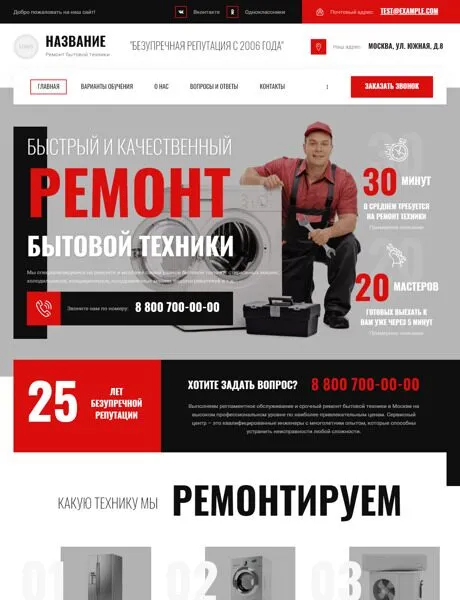 Добро пожаловать на наш сайт!
Вконтакте
Одноклассники
Почтовый адрес:
TEST@EXAMPLE.COM
LOGO
НАЗВАНИЕ
Ремонт бытовой техники
"БЕЗУПРЕЧНАЯ РЕПУТАЦИЯ С 2006 ГОДА"
Наш адрес:
МОСКВА, УЛ. ЮЖНАЯ, Д.8
ГЛАВНАЯ
ВАРИАНТЫ ОБУЧЕНИЯ
О НАС
ВОПРОСЫ И ОТВЕТЫ
КОНТАКТЫ
ЗАКАЗАТЬ ЗВОНОК
БЫСТРЫЙ И КАЧЕСТВЕННЫЙ
РЕМОНТ
БЫТОВОЙ ТЕХНИКИ
Мы специализируемся на ремонте и
Звоните нам по номеру:
8 800 700-00-00
30
30 МИНУТ
В СРЕДНЕМ ТРЕБУЕТСЯ
НА РЕМОНТ ТЕХНИКИ
20
20 МАСТЕРОВ
ГОТОВЫХ ВЫЕХАТЬ К
ВАМ УЖЕ ЧЕРЕЗ 5 МИНУТ
25
ЛЕТ
БЕЗУПРЕЧНОЙ
РЕПУТАЦИИ
ХОТИТЕ ЗАДАТЬ ВОПРОС?
8 800 700-00-00
Выполняем регламентное обслуживание и срочный ремонт бытовой техники в Москве на
высоком профессиональном уровне по наиболее привлекательным ценам. Сервисный
центр – это квалифицированные инженеры с многолетним опытом, которые способны
устранить неисправности любой сложности.
КАКУЮ ТЕХНИКУ МЫ
РЕМОНТИРУЕМ
01
02
03